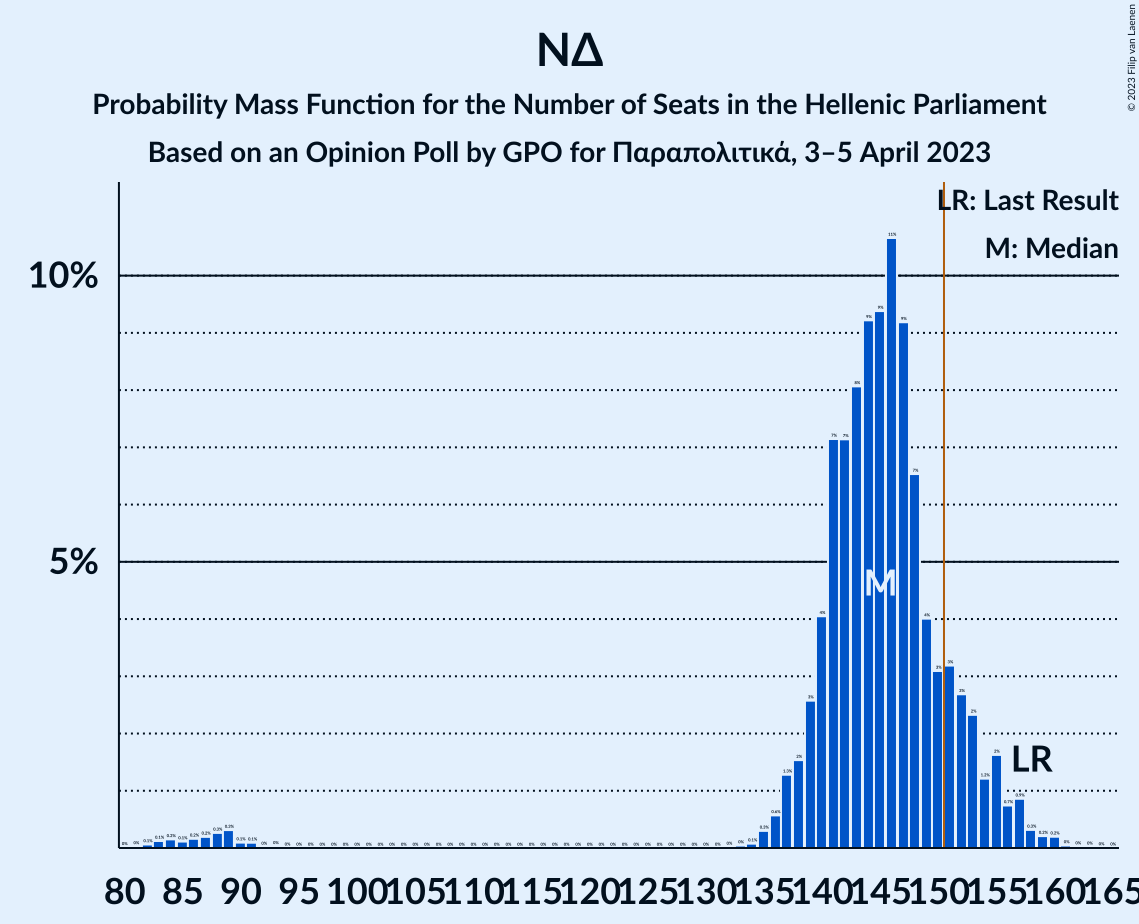 ΝΔ
Probability Mass Function for the Number of Seats in the Hellenic Parliament
Based on an Opinion Poll by GPO for Παραπολιτικά, 3–5 April 2023
© 2023 Filip van Laenen
LR: Last Result
M: Median
10%
5%
M
LR
80 85 90 95 100 105 110 115 120 125 130 135 140 145 150 155 160 165